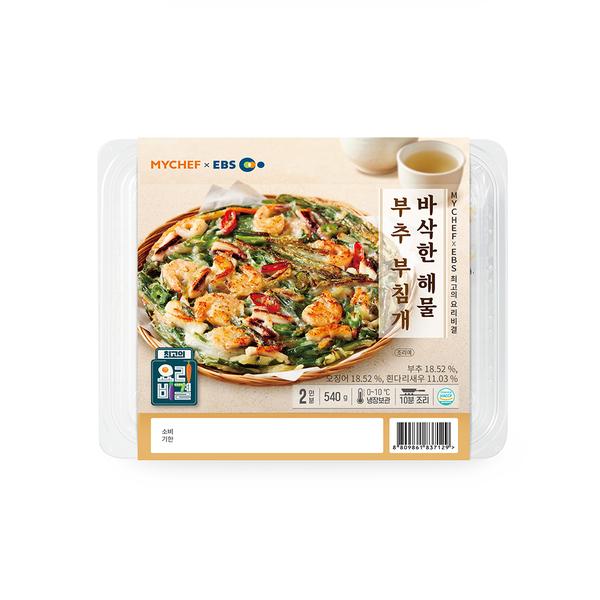 MYCHEF × EBS
바삭한 해물
부추 부침개
MYCHEF × EBS 최고의 요리비결
조리예
최고의
요리
비결
부추 18.52 %,
오징어 18.52 %, 흰다리새우 11.03 %
2인분
540 g
0~10 ℃
냉장보관
10분 조리
HACCP
소비
기한
8 809861 837129 >